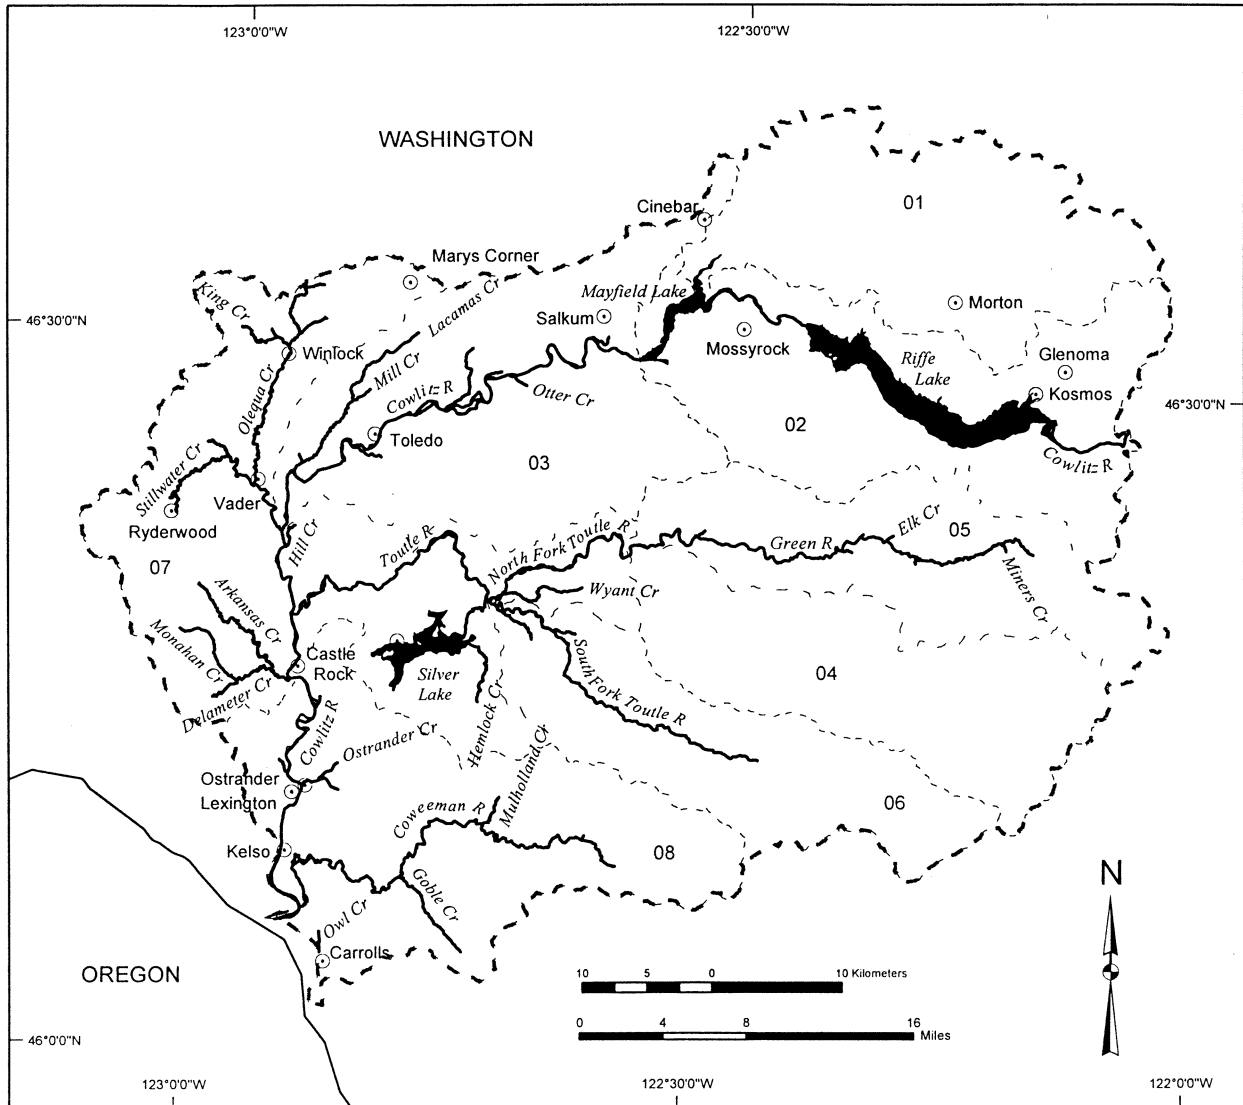 123°0'0"W
122°30'0"W
WASHINGTON
01
Cinebar
Marys Corner
King Cr
Lacamas Cr
Mayfield Lake
Salkum
Morton
46°30'0"N
Winlock
Mossyrock
Riffe
Lake
Glenoma
Mill Cr
Kosmos
Olequa Cr
Cowlitz R
Otter Cr
46°30'0"N
Toledo
02
03
Cowlitz R
Stillwater Cr
Vader
Ryderwood
Hill Cr
Toutle R
North Fork Toutle R
Green R
Elk Cr
05
07
Arkansas Cr
Wyant Cr
Miners Cr
Monahan Cr
Castle
Rock
Silver
Lake
South Fork Toutle R
04
Delameter Cr
Cowlitz R
Hemlock Cr
Ostrander Cr
Mulholland Cr
Ostrander
Lexington
Coweeman R
06
Kelso
08
Goble Cr
Owl Cr
Carrolls
N
OREGON
10 5 0 10 Kilometers
0 4 8 16
Miles
46°0'0"N
123°0'0"W
122°30'0"W
122°0'0"W